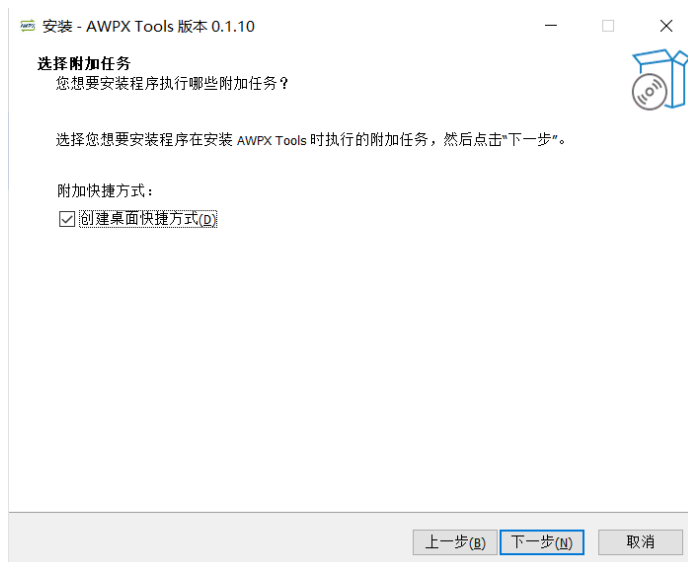 AWPX 安装 - AWPX Tools 版本 0.1.10
选择附加任务
您想要安装程序执行哪些附加任务？
选择您想要安装程序在安装 AWPX Tools 时执行的附加任务，然后点击“下一步”。
附加快捷方式：
创建桌面快捷方式(D)
上一步(B) 下一步(N) 取消